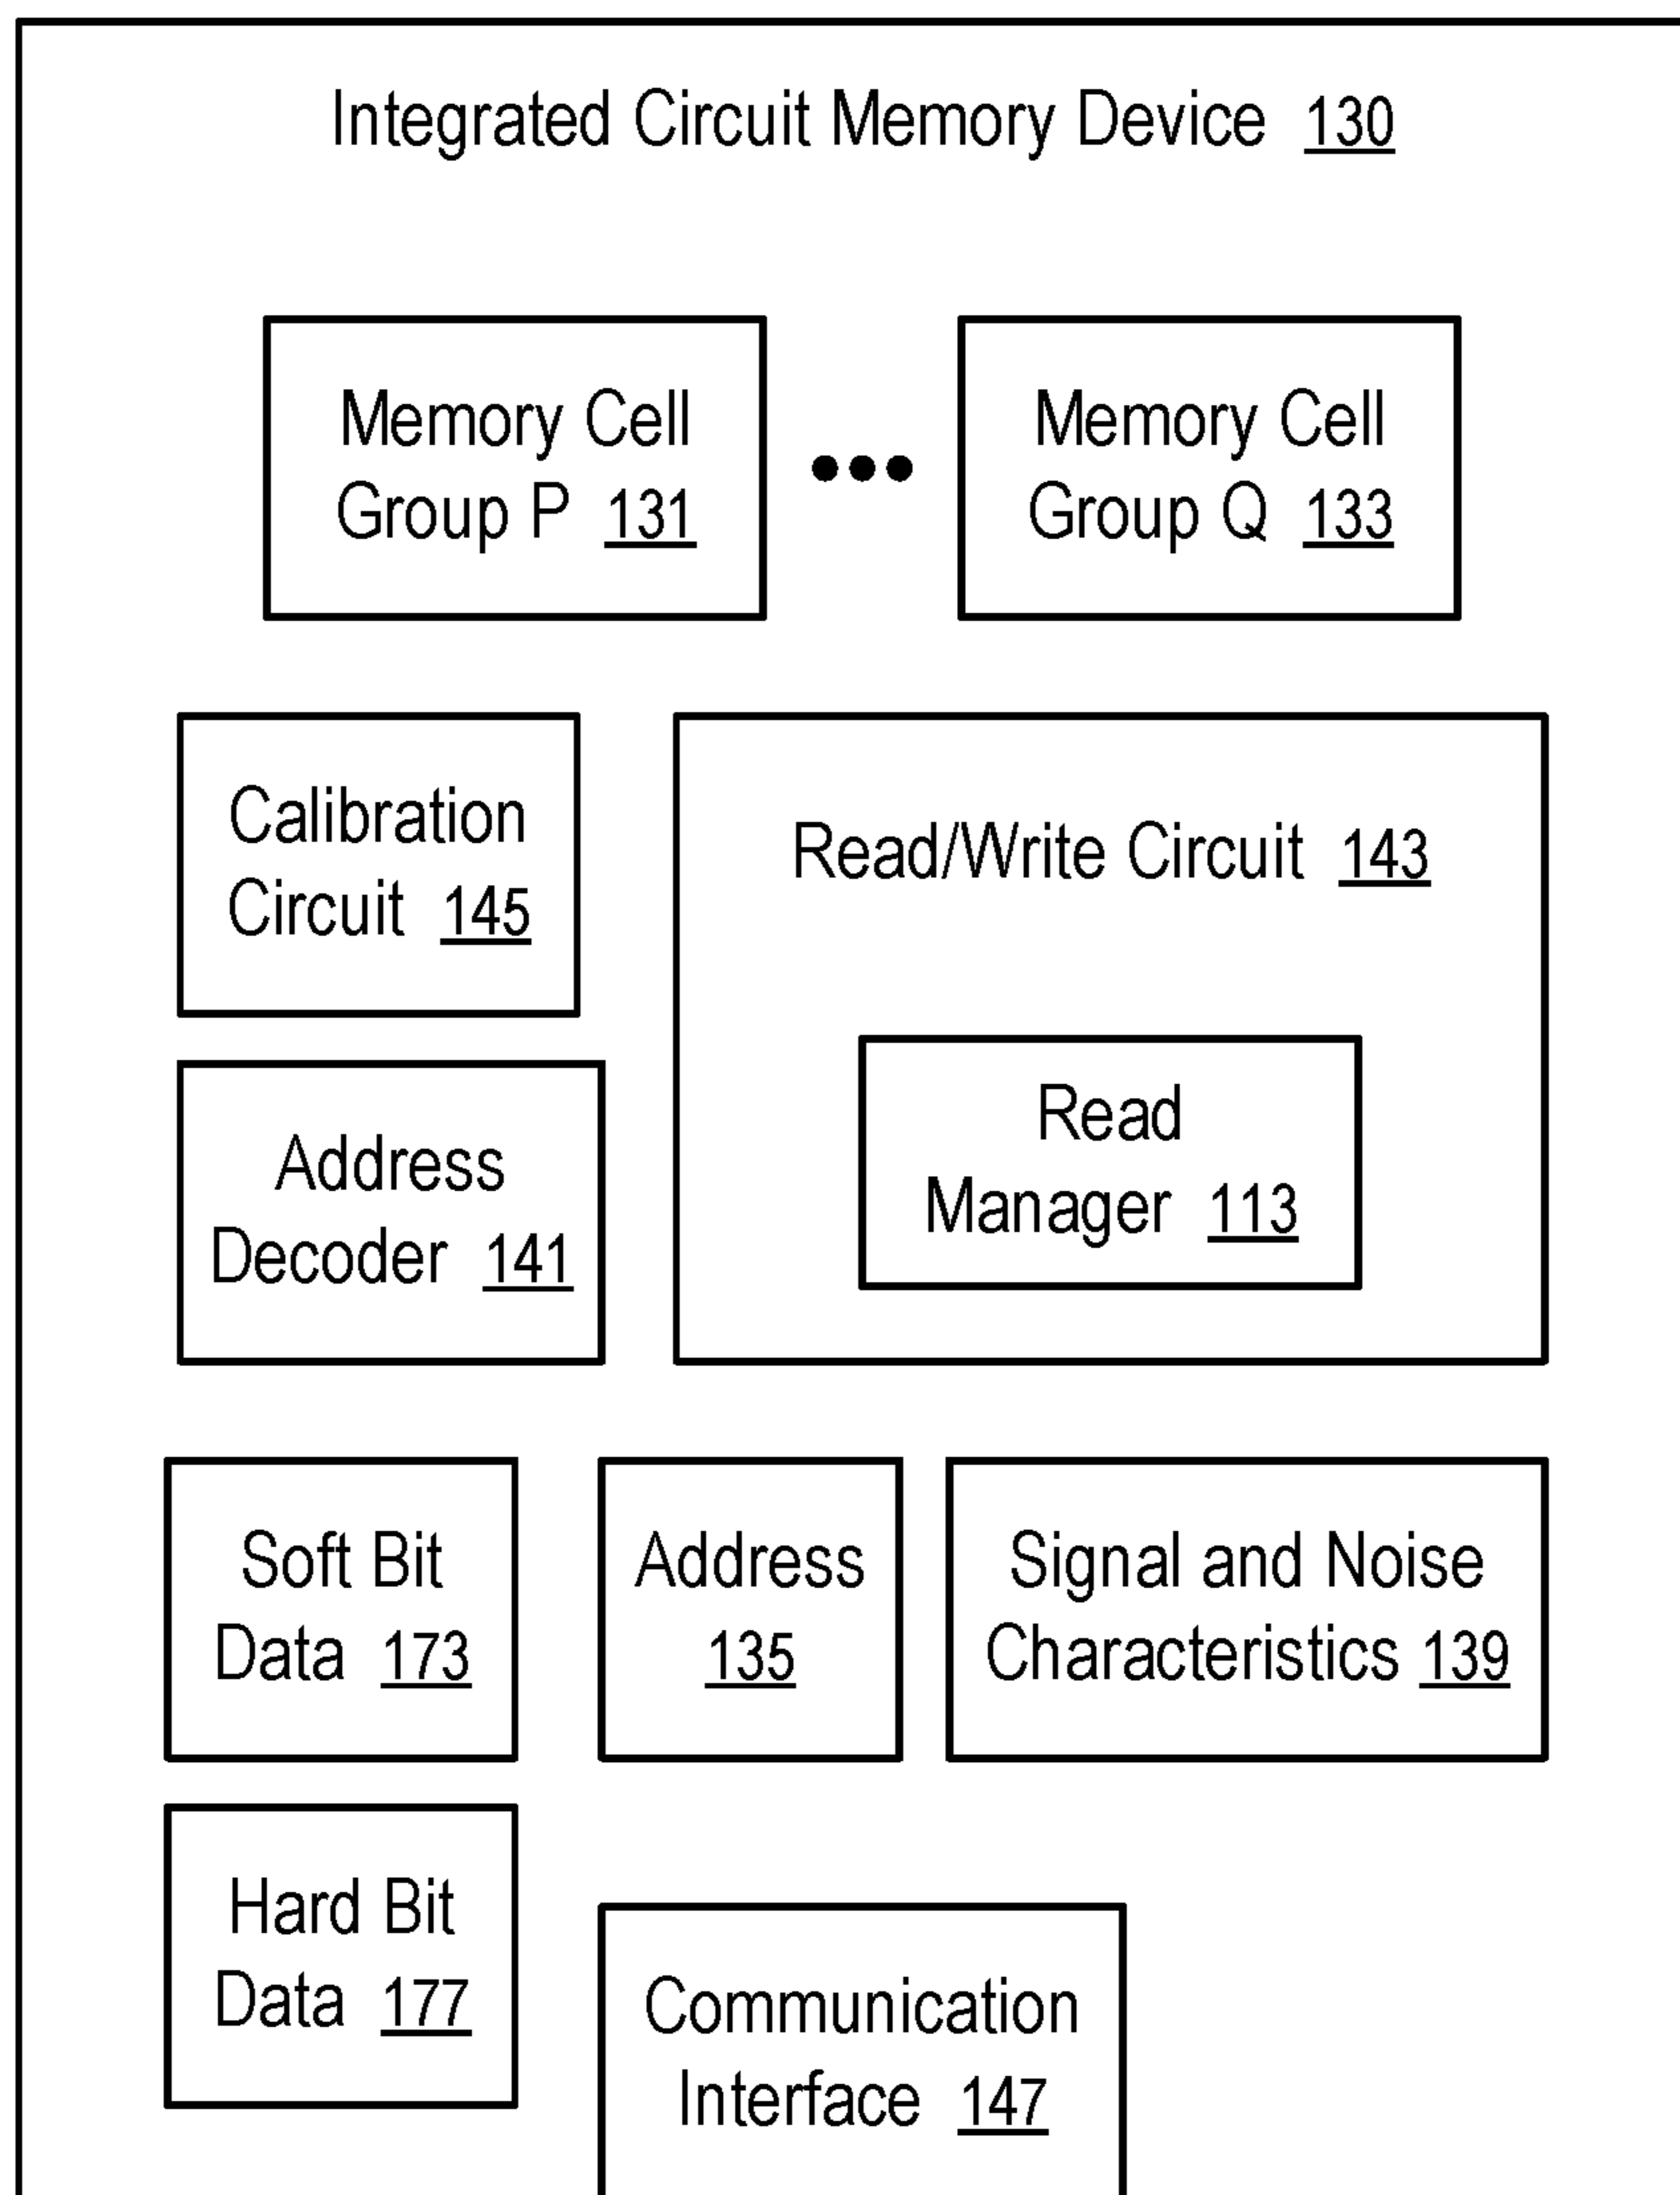 Integrated Circuit Memory Device 130
Memory Cell
Group P 131
Memory Cell
Group Q 133
Calibration
Circuit 145
Read/Write Circuit 143
Read
Manager 113
Address
Decoder 141
Soft Bit
Data 173
Address
135
Signal and Noise
Characteristics 139
Hard Bit
Data 177
Communication
Interface 147